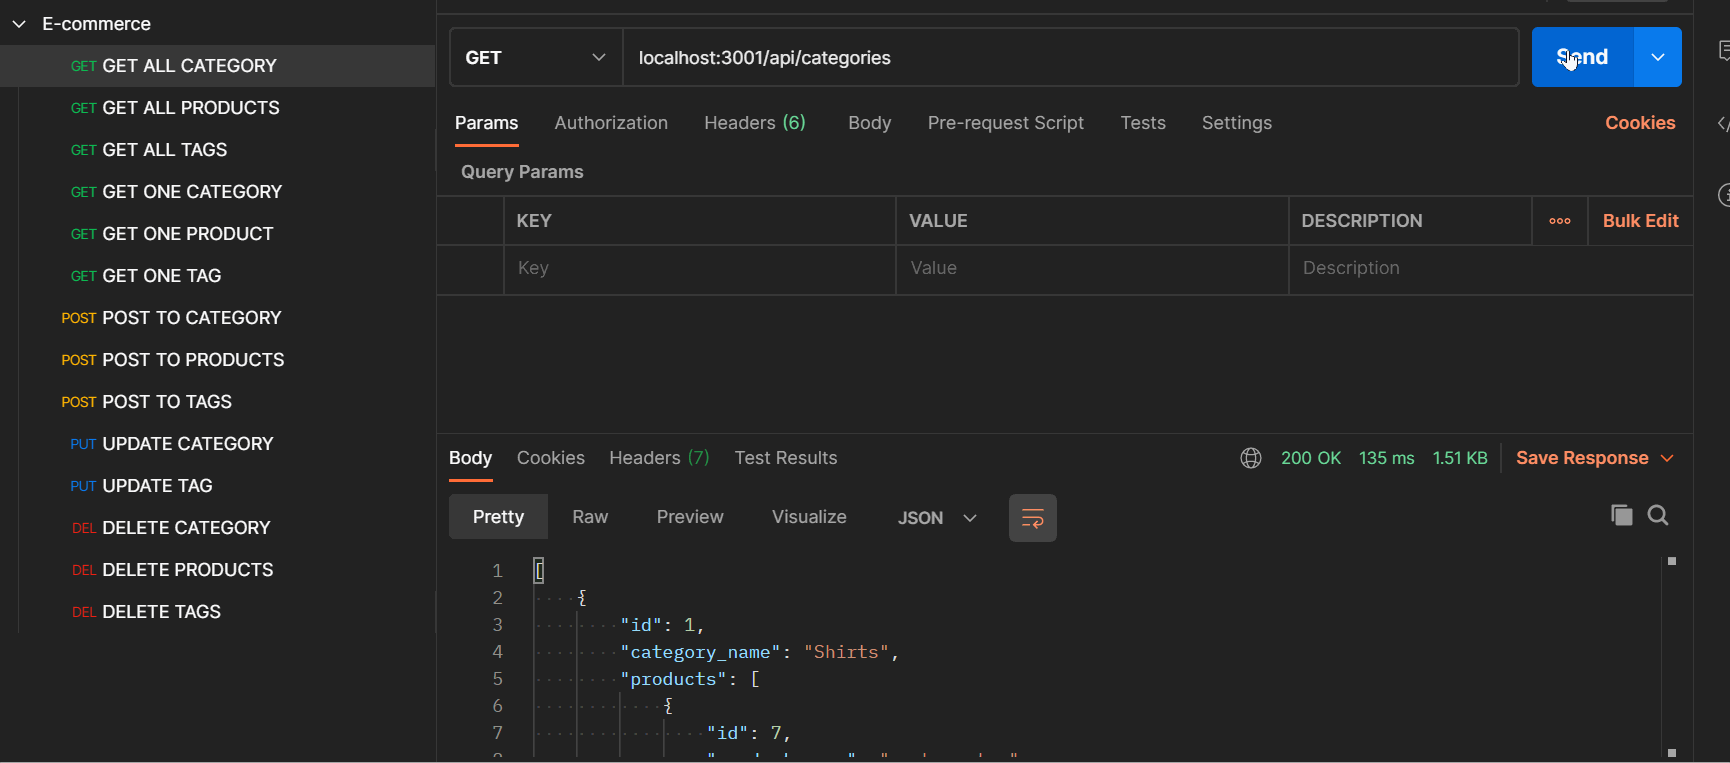 E-commerce
GET GET ALL CATEGORY
GET GET ALL PRODUCTS
GET GET ALL TAGS
GET GET ONE CATEGORY
GET GET ONE PRODUCT
GET GET ONE TAG
POST POST TO CATEGORY
POST POST TO PRODUCTS
POST POST TO TAGS
PUT UPDATE CATEGORY
PUT UPDATE TAG
DEL DELETE CATEGORY
DEL DELETE PRODUCTS
DEL DELETE TAGS
GET localhost:3001/api/categories Send
Params Authorization Headers (6) Body Pre-request Script Tests Settings Cookies
Query Params
KEY VALUE DESCRIPTION ooo Bulk Edit
Key Value Description
Body Cookies Headers (7) Test Results 200 OK 135 ms 1.51 KB Save Response
Pretty Raw Preview Visualize JSON
1 [
2 {
3 "id": 1,
4 "category_name": "Shirts",
5 "products": [
6 {
7 "id": 7,